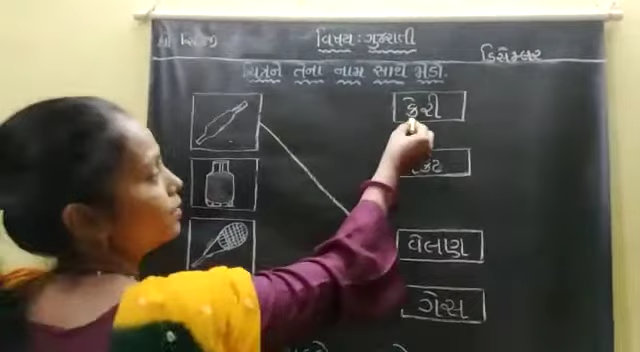 વિષય : ગુજરાતી
ડિસેમ્બર
ચિત્રને તેના નામ સાથે જોડો.
કેરી
વેલણ
ગેસ